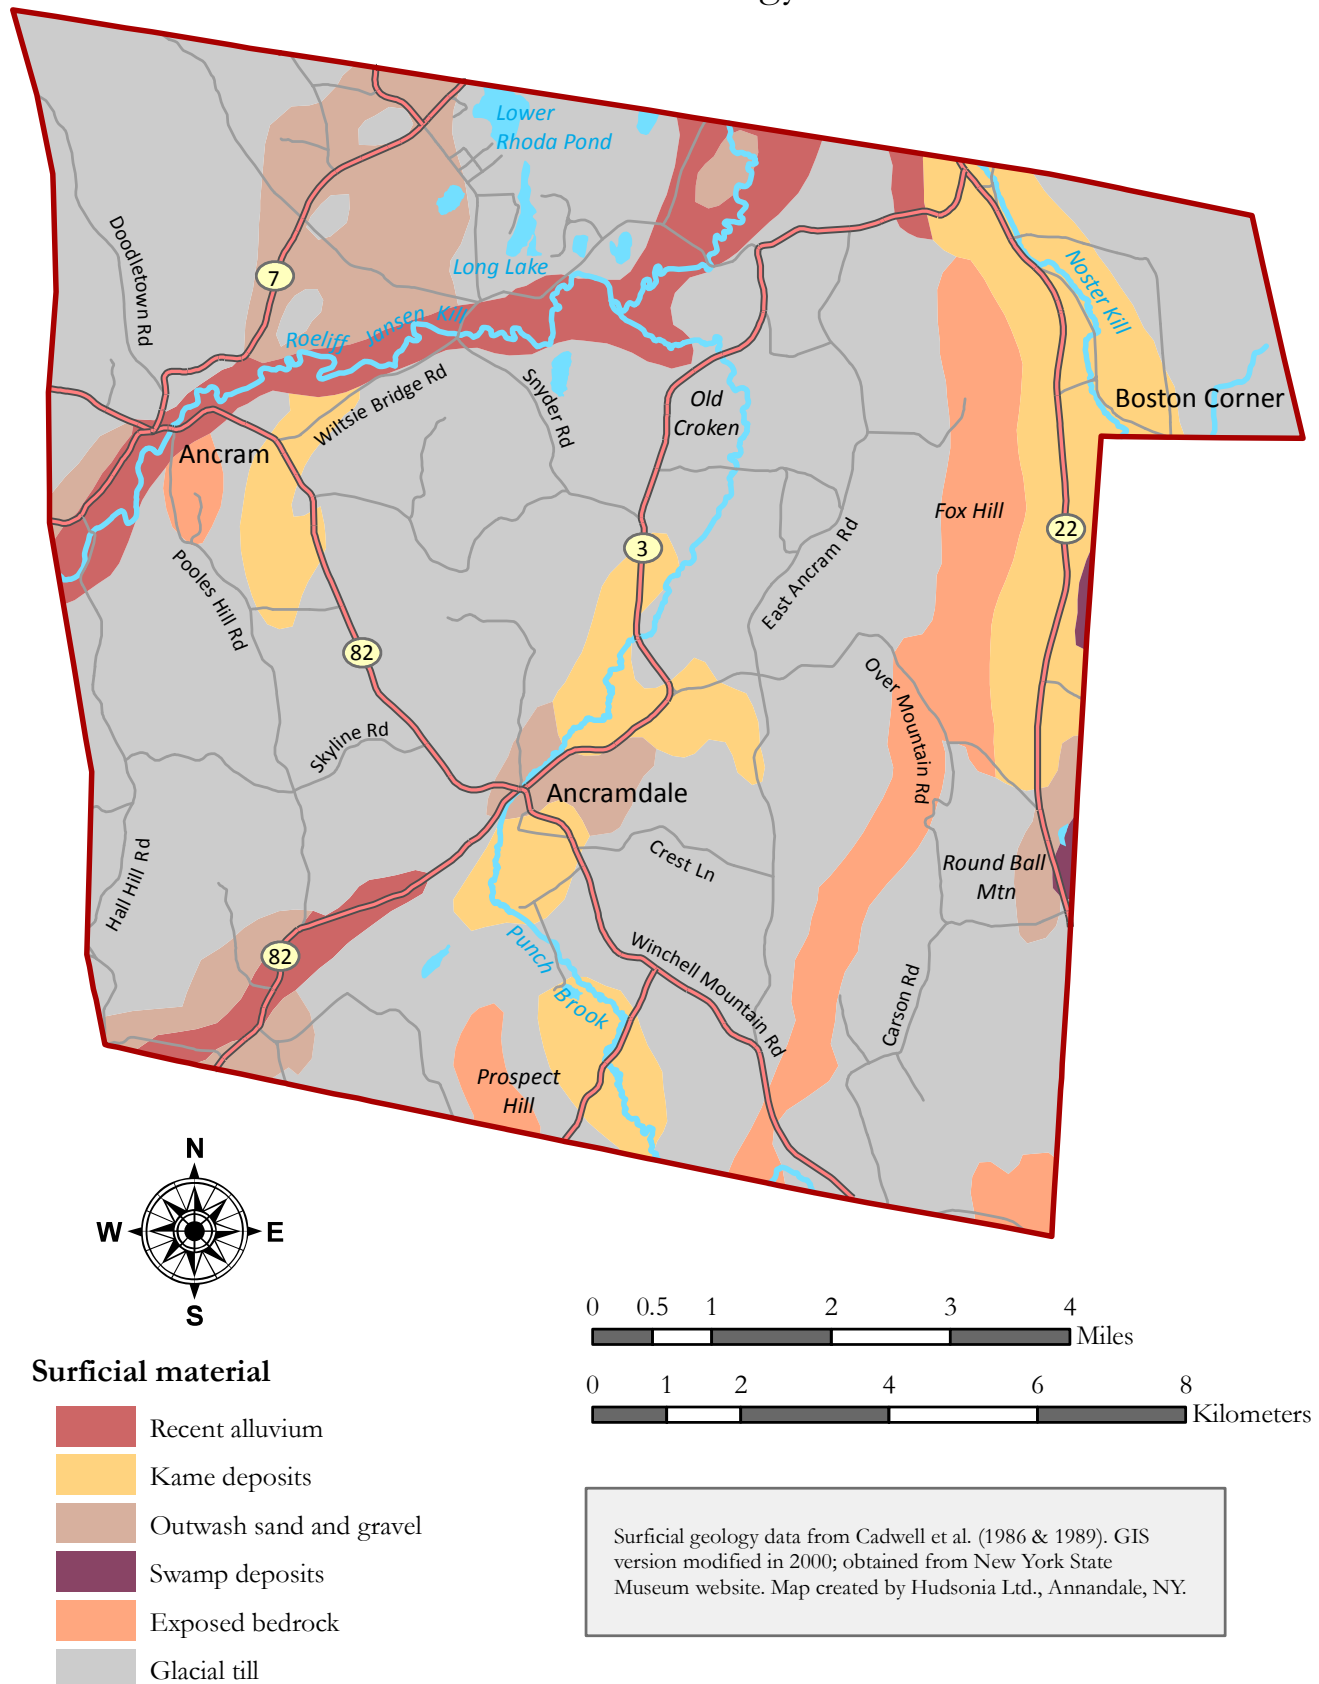 Lower
Rhoda Pond
Doodletown Rd
7
Long Lake
Noster Kill
Roeliff Jansen Kill
Wiltsie Bridge Rd
Snyder Rd
Old
Croken
Boston Corner
Ancram
Fox Hill
22
3
Pooles Hill Rd
East Ancram Rd
82
Over Mountain Rd
Skyline Rd
Ancramdale
Hall Hill Rd
Crest Ln
Round Ball
Mtn
82
Punch Brook
Winchell Mountain Rd
Carson Rd
Prospect
Hill
N
W E
S
0 0.5 1 2 3 4
Miles
0 1 2 4 6 8
Kilometers
Surficial material
Recent alluvium
Kame deposits
Outwash sand and gravel
Swamp deposits
Exposed bedrock
Glacial till
Surficial geology data from Cadwell et al. (1986 & 1989). GIS
version modified in 2000; obtained from New York State
Museum website. Map created by Hudsonia Ltd., Annandale, NY.